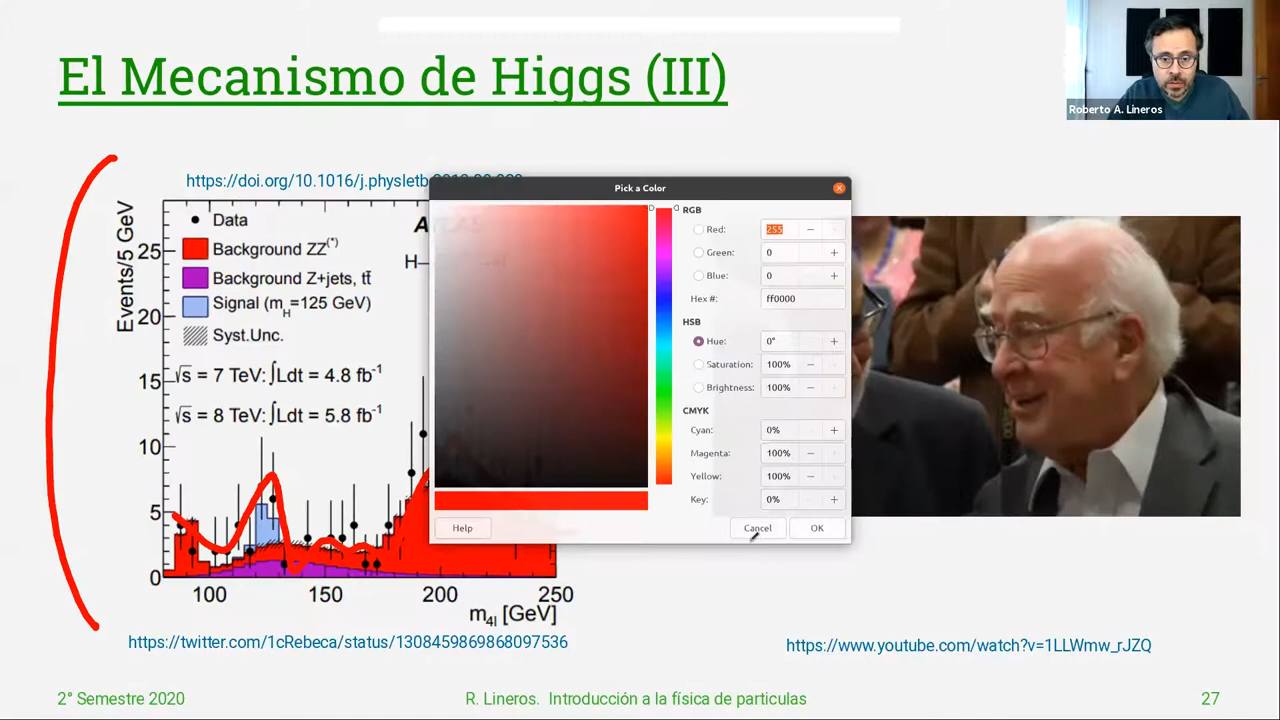 El Mecanismo de Higgs (III)
Roberto A. Lineros
https://doi.org/10.1016/j.physletb
Events/5 GeV
25
20
15
10
5
0
100
150
200
250
m4l [GeV]
Data
Background ZZ(*)
Background Z+jets, tt̄
Signal (mH=125 GeV)
Syst.Unc.
√s = 7 TeV: ∫Ldt = 4.8 fb-1
√s = 8 TeV: ∫Ldt = 5.8 fb-1
Pick a Color
RGB
Red: 255
Green: 0
Blue: 0
Hex #: ff0000
HSB
Hue: 0°
Saturation: 100%
Brightness: 100%
CMYK
Cyan: 0%
Magenta: 100%
Yellow: 100%
Key: 0%
Help
Cancel
OK
https://twitter.com/1cRebeca/status/1308459869868097536
https://www.youtube.com/watch?v=1LLWmw_rJZQ
2° Semestre 2020
R. Lineros. Introducción a la física de particulas
27